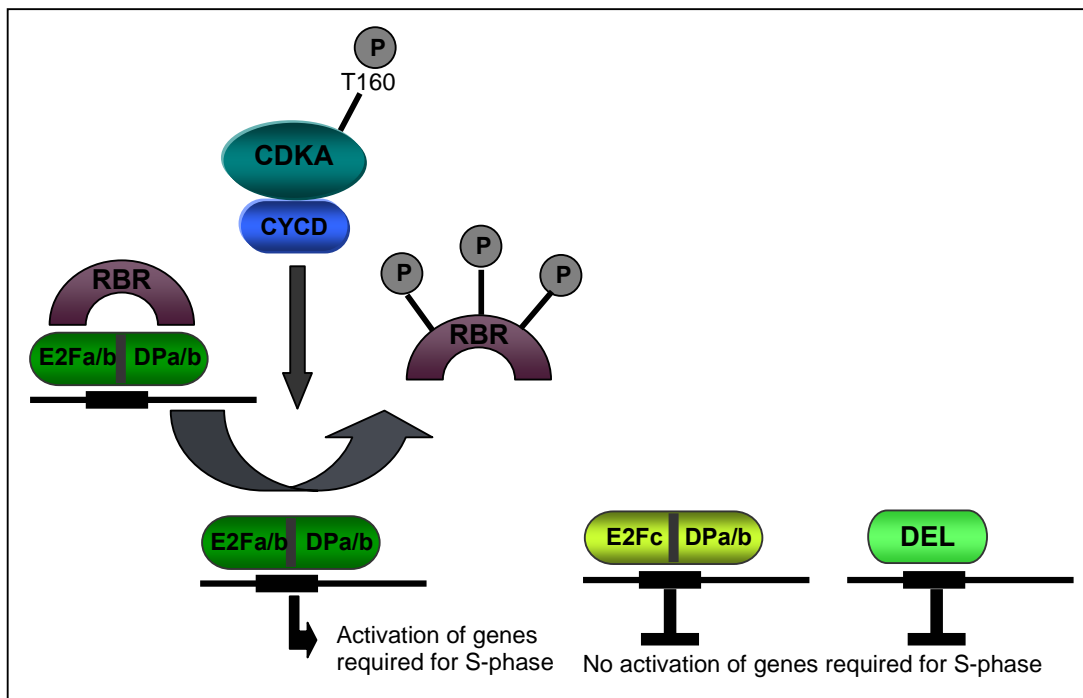 P
T160
CDKA
CYCD
RBR
E2Fa/b DPa/b
P
P
P
RBR
E2Fa/b DPa/b
Activation of genes
required for S-phase
E2Fc DPa/b
DEL
No activation of genes required for S-phase